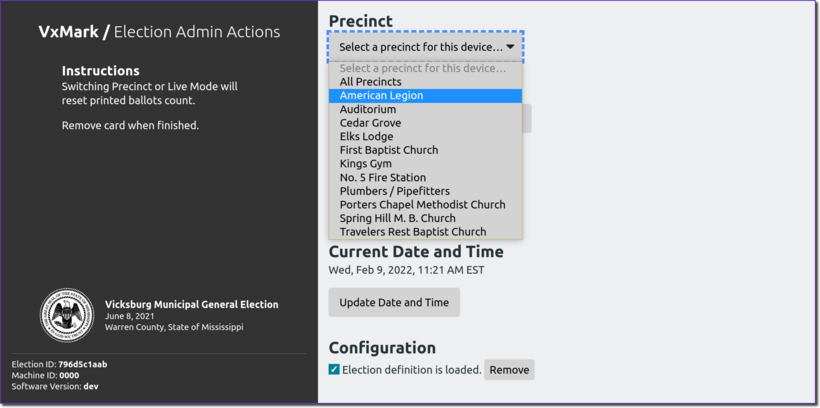 VxMark / Election Admin Actions
Instructions
Switching Precinct or Live Mode will
reset printed ballots count.
Remove card when finished.
Vicksburg Municipal General Election
June 8, 2021
Warren County, State of Mississippi
Election ID: 796d5c1aab
Machine ID: 0000
Software Version: dev
Precinct
Select a precinct for this device…
Select a precinct for this device…
All Precincts
American Legion
Auditorium
Cedar Grove
Elks Lodge
First Baptist Church
Kings Gym
No. 5 Fire Station
Plumbers / Pipefitters
Porters Chapel Methodist Church
Spring Hill M. B. Church
Travelers Rest Baptist Church
Current Date and Time
Wed, Feb 9, 2022, 11:21 AM EST
Update Date and Time
Configuration
Election definition is loaded. Remove